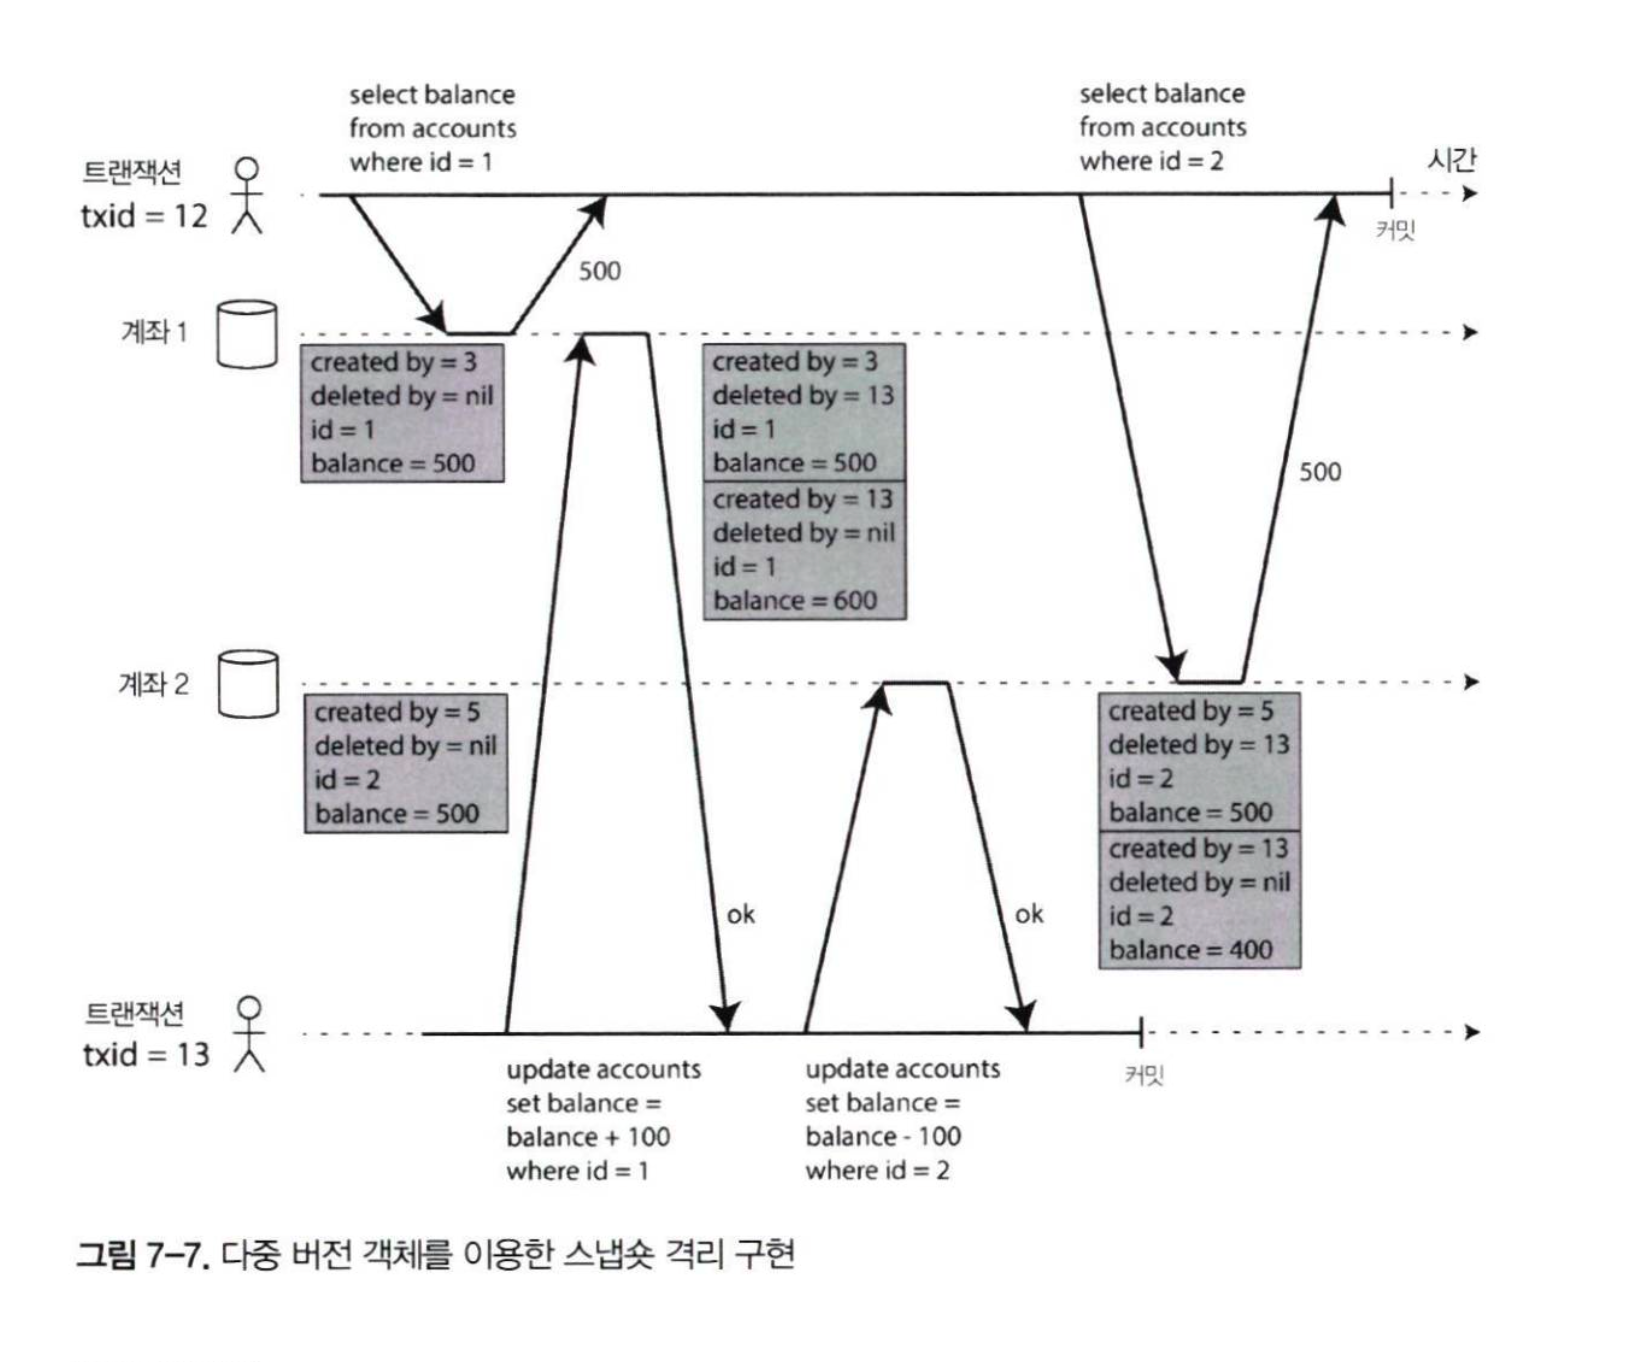 select balance
from accounts
where id = 1
select balance
from accounts
where id = 2
시간
트랜잭션
txid = 12
커밋
500
계좌 1
created by = 3
deleted by = nil
id = 1
balance = 500
created by = 3
deleted by = 13
id = 1
balance = 500
created by = 13
deleted by = nil
id = 1
balance = 600
500
계좌 2
created by = 5
deleted by = nil
id = 2
balance = 500
created by = 5
deleted by = 13
id = 2
balance = 500
created by = 13
deleted by = nil
id = 2
balance = 400
ok
ok
트랜잭션
txid = 13
커밋
update accounts
set balance =
balance + 100
where id = 1
update accounts
set balance =
balance - 100
where id = 2
그림 7-7. 다중 버전 객체를 이용한 스냅숏 격리 구현